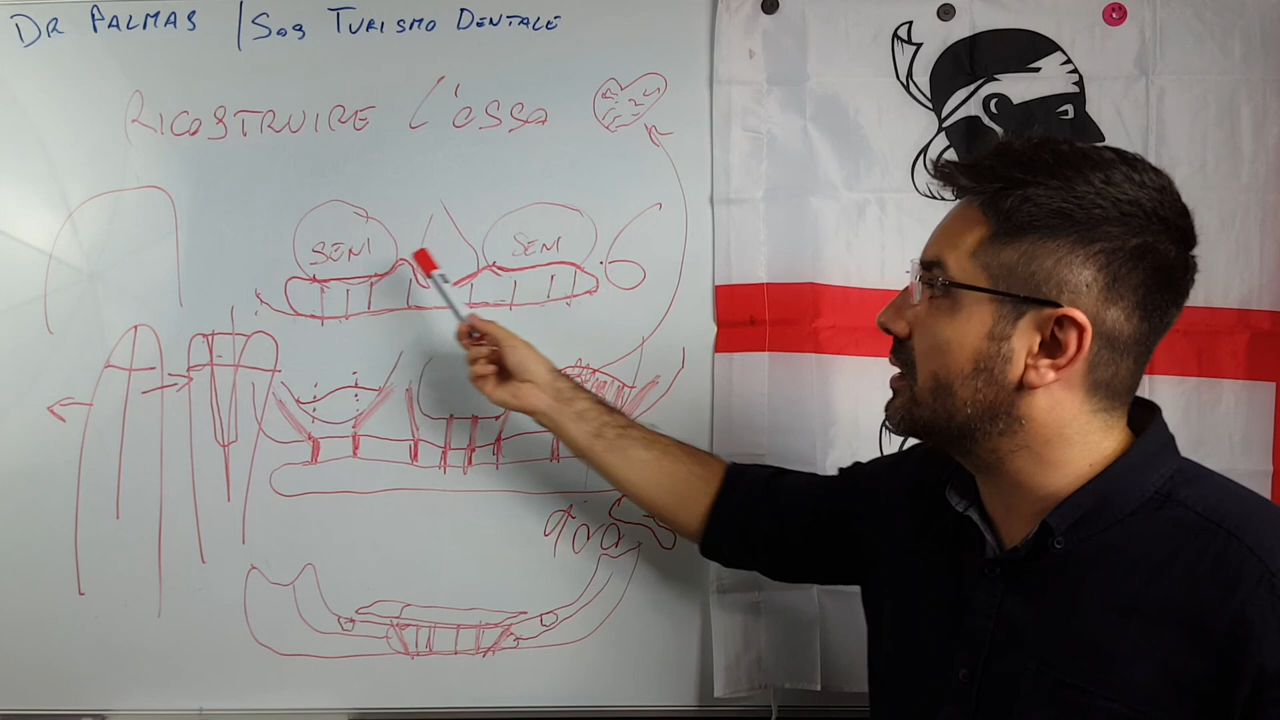 DR PALMAS | SOS TURISMO DENTALE
RICOSTRUIRE L'OSSO
SENI SENI